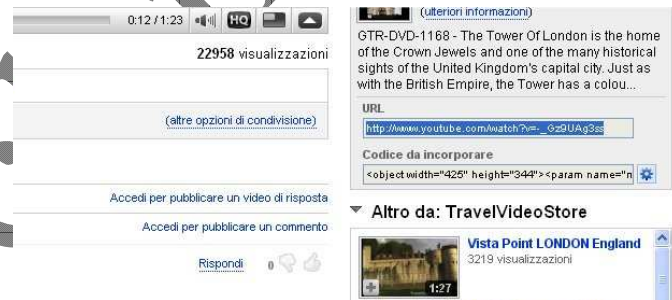 0:12 / 1:23 HQ
22958 visualizzazioni
(altre opzioni di condivisione)
Accedi per pubblicare un video di risposta
Accedi per pubblicare un commento
Rispondi 0
(ulteriori informazioni)
GTR-DVD-1168 - The Tower Of London is the home
of the Crown Jewels and one of the many historical
sights of the United Kingdom's capital city. Just as
with the British Empire, the Tower has a colou...
URL
http://www.youtube.com/watch?v=-_Gz9UAg3ss
Codice da incorporare
<object width="425" height="344"><param name="n
Altro da: TravelVideoStore
Vista Point LONDON England
3219 visualizzazioni
1:27